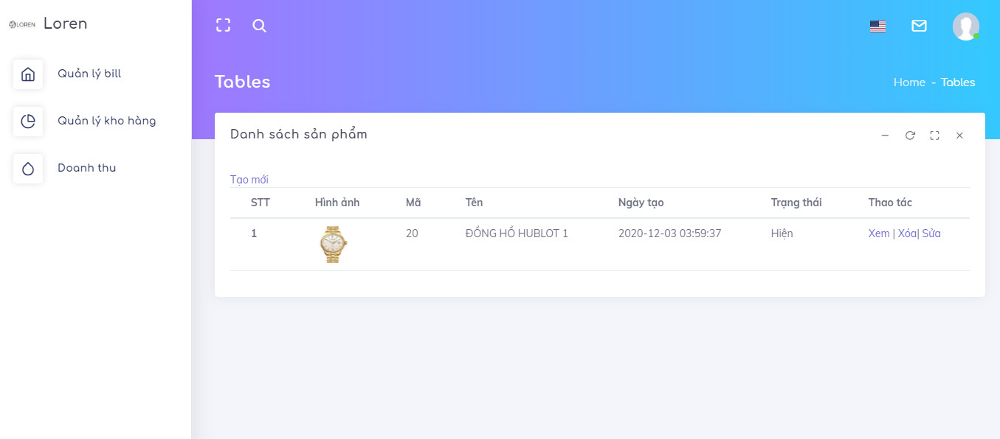 LOREN Loren
Quản lý bill
Quản lý kho hàng
Doanh thu
Tables
Home - Tables
Danh sách sản phẩm
Tạo mới
STT Hình ảnh Mã Tên Ngày tạo Trạng thái Thao tác
1 20 ĐỒNG HỒ HUBLOT 1 2020-12-03 03:59:37 Hiện Xem | Xóa| Sửa